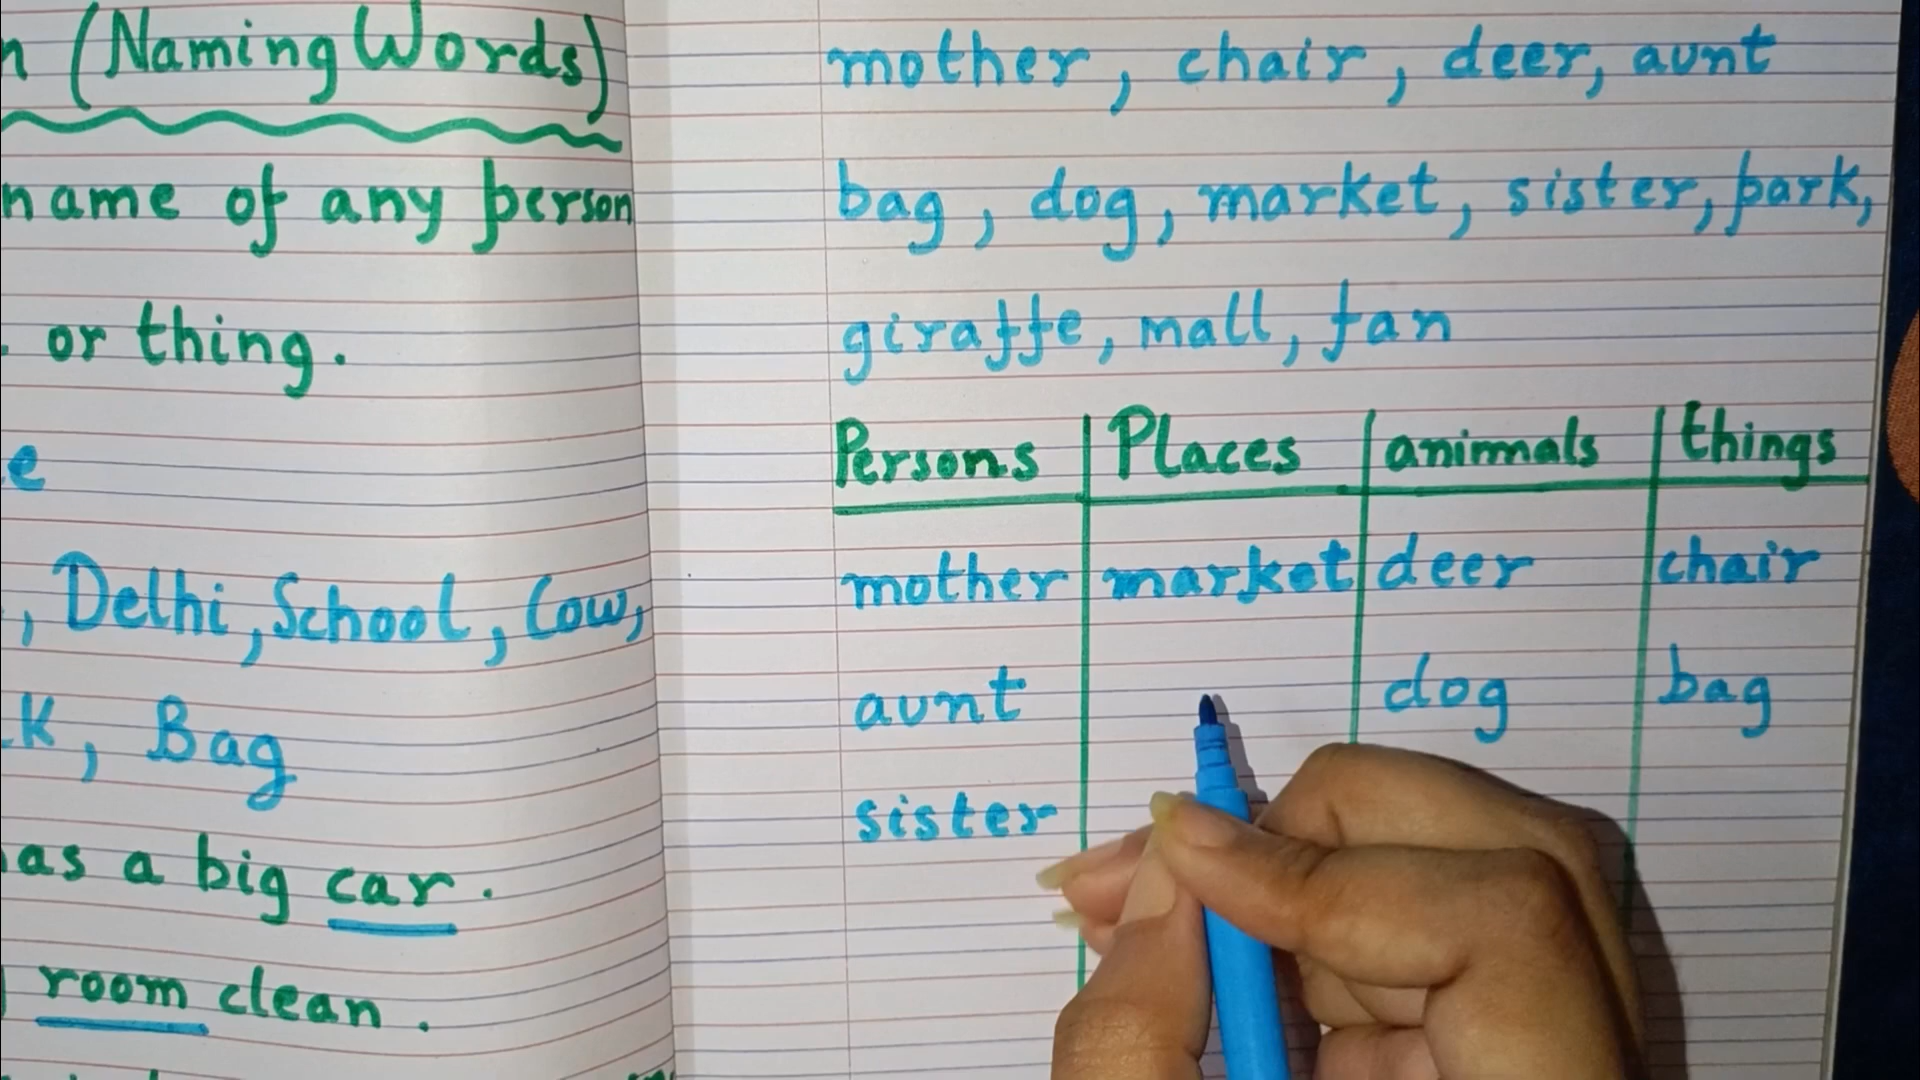 (Naming Words)
name of any person
or thing.
e
, Delhi, School, Cow,
k, Bag
as a big car.
room clean.
mother, chair, deer, aunt
bag, dog, market, sister, park,
giraffe, mall, fan
Persons Places animals things
mother market deer chair
aunt dog bag
sister